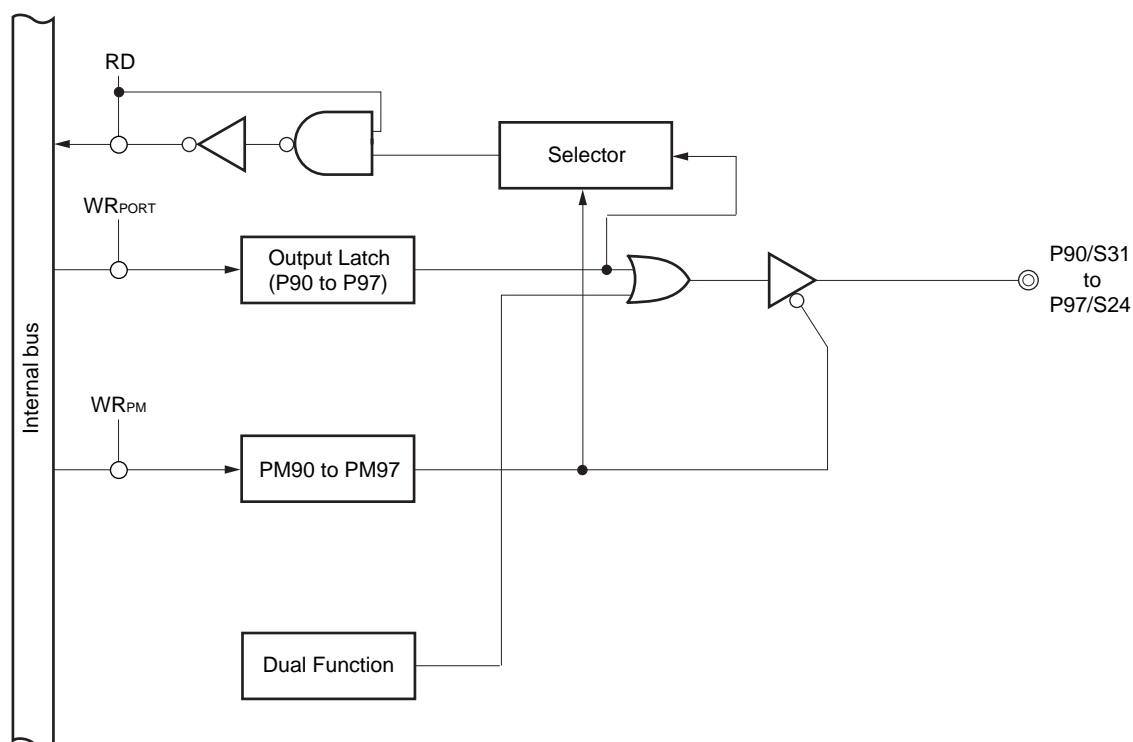 RD
Selector
WRPORT
Output Latch
(P90 to P97)
P90/S31
to
P97/S24
Internal bus
WRPM
PM90 to PM97
Dual Function